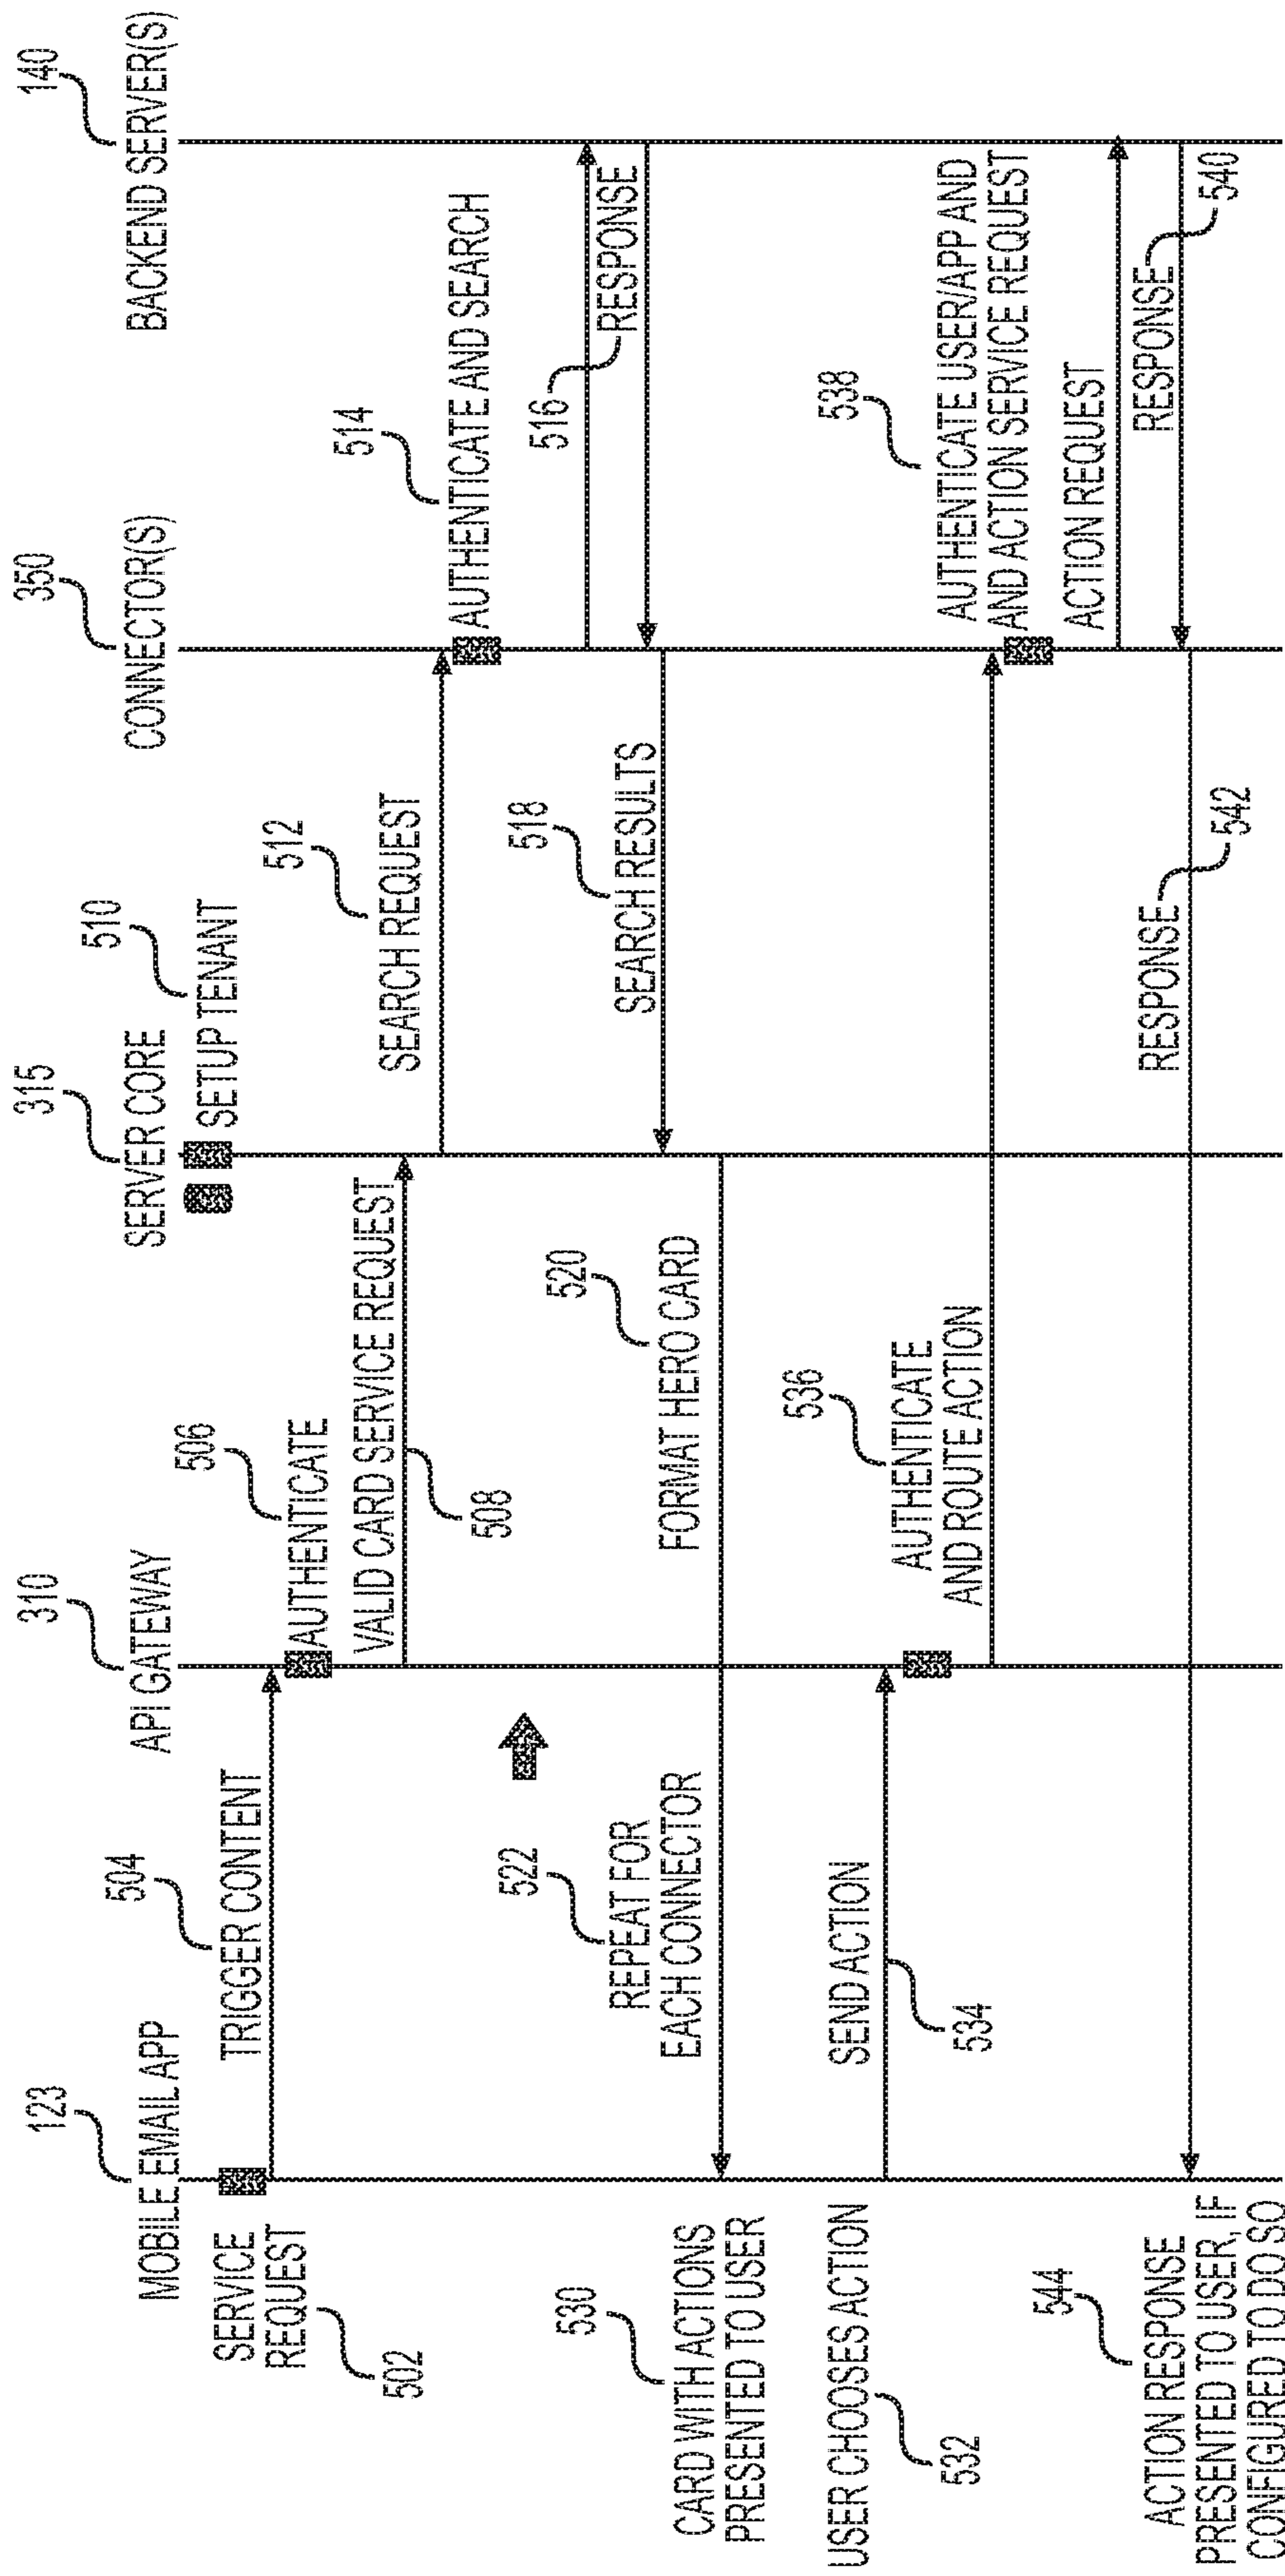 123
MOBILE EMAIL APP
310
API GATEWAY
315
SERVER CORE
350
CONNECTOR(S)
140
BACKEND SERVER(S)
SERVICE
REQUEST
502
504
TRIGGER CONTENT
506
AUTHENTICATE
VALID CARD SERVICE REQUEST
508
510
SETUP TENANT
512
SEARCH REQUEST
514
AUTHENTICATE AND SEARCH
516
RESPONSE
518
SEARCH RESULTS
520
FORMAT HERO CARD
522
REPEAT FOR
EACH CONNECTOR
530
CARD WITH ACTIONS
PRESENTED TO USER
USER CHOOSES ACTION
532
SEND ACTION
534
536
AUTHENTICATE
AND ROUTE ACTION
538
AUTHENTICATE USER/APP AND
AND ACTION SERVICE REQUEST
ACTION REQUEST
RESPONSE
540
RESPONSE
542
544
ACTION RESPONSE
PRESENTED TO USER, IF
CONFIGURED TO DO SO